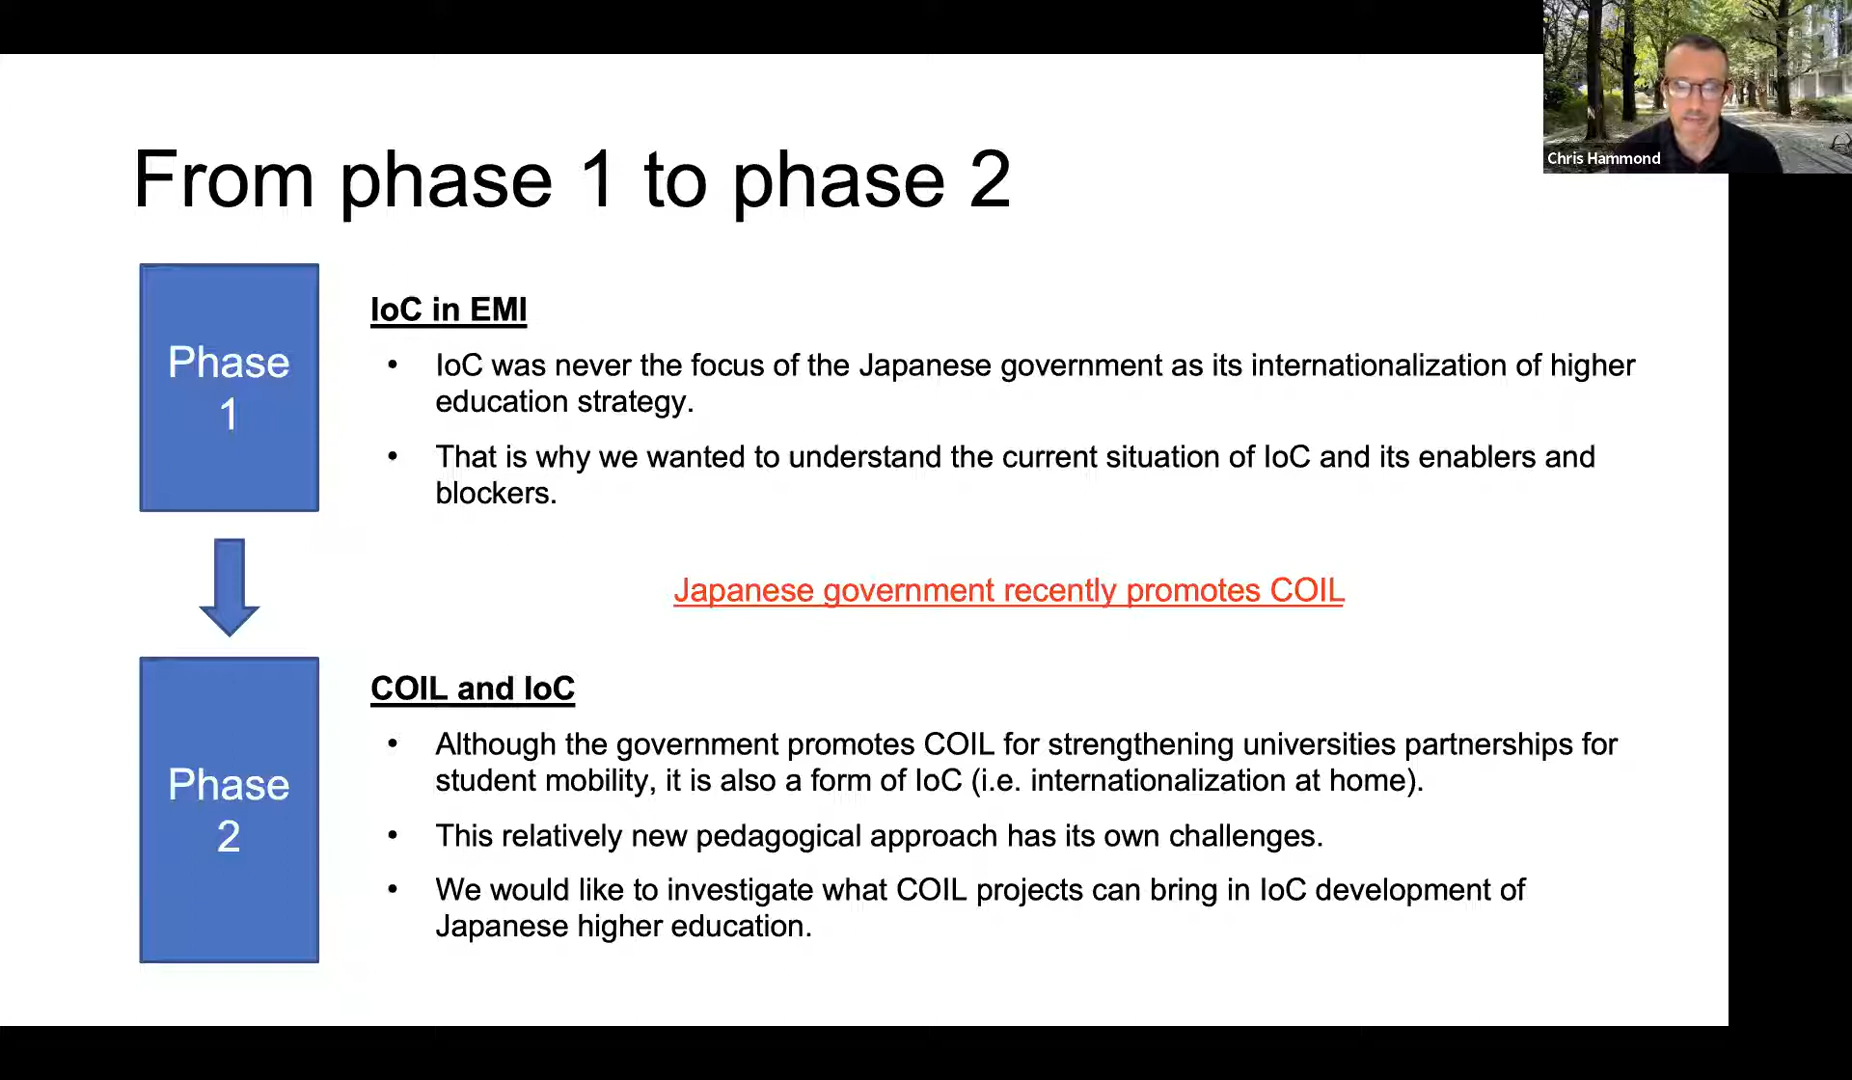 Chris Hammond
From phase 1 to phase 2
Phase
1
IoC in EMI
• IoC was never the focus of the Japanese government as its internationalization of higher
education strategy.
• That is why we wanted to understand the current situation of IoC and its enablers and
blockers.
Japanese government recently promotes COIL
Phase
2
COIL and IoC
• Although the government promotes COIL for strengthening universities partnerships for
student mobility, it is also a form of IoC (i.e. internationalization at home).
• This relatively new pedagogical approach has its own challenges.
• We would like to investigate what COIL projects can bring in IoC development of
Japanese higher education.